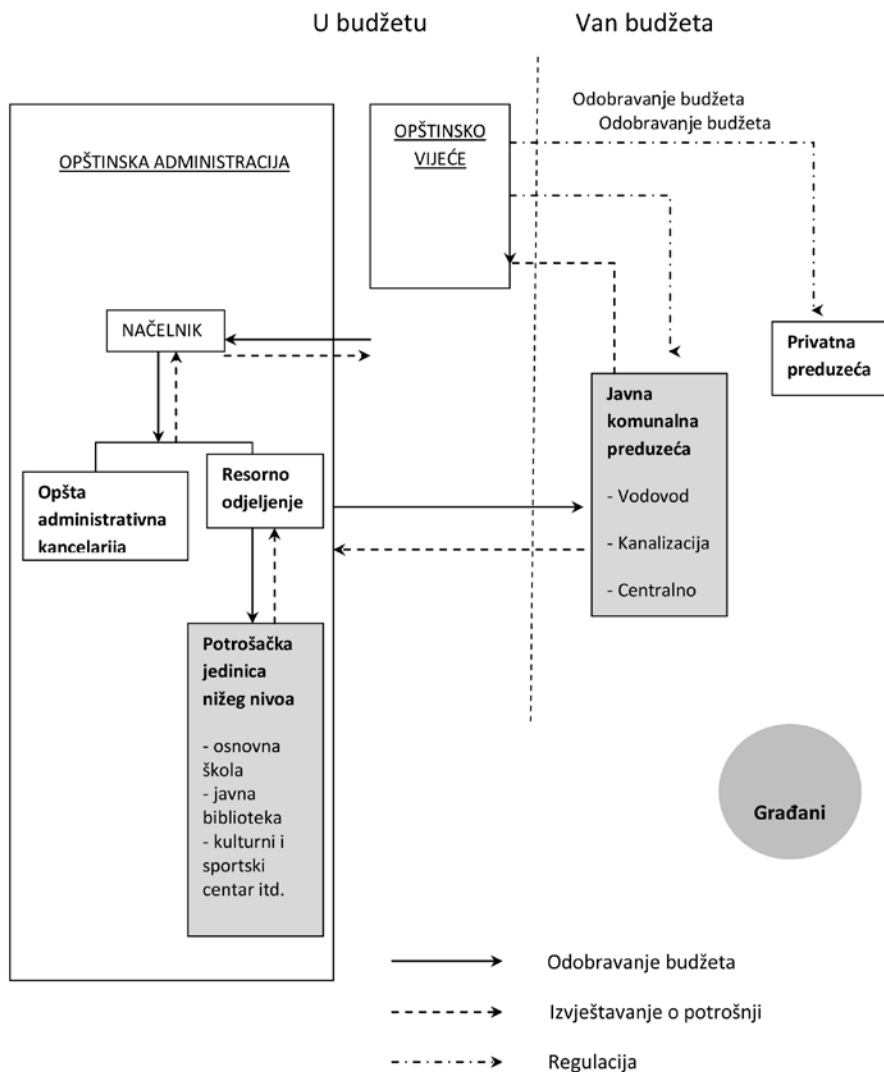 U budžetu
Van budžeta
Odobravanje budžeta
Odobravanje budžeta
OPŠTINSKA ADMINISTRACIJA
OPŠTINSKO
VIJEĆE
NAČELNIK
Privatna
preduzeća
Javna
komunalna
preduzeća
- Vodovod
- Kanalizacija
- Centralno
Opšta
administrativna
kancelarija
Resorno
odjeljenje
Potrošačka
jedinica
nižeg nivoa
- osnovna
škola
- javna
biblioteka
- kulturni i
sportski
centar itd.
Građani
Odobravanje budžeta
Izvještavanje o potrošnji
Regulacija